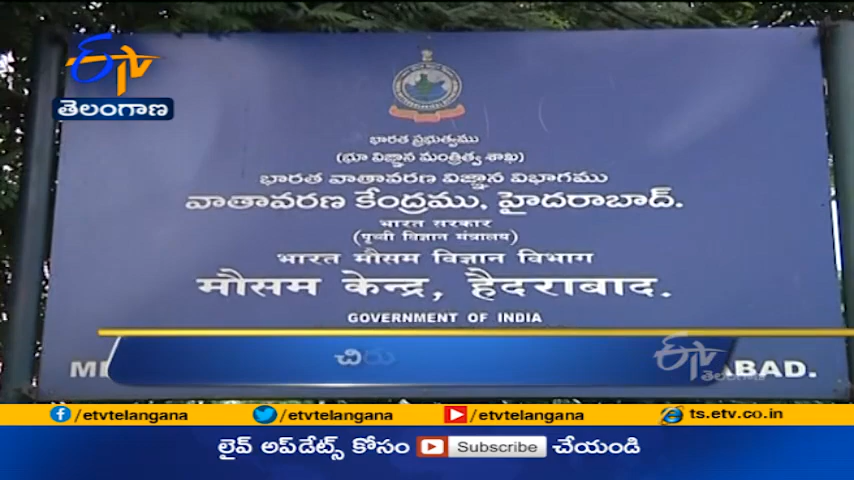 ETV
తెలంగాణ
భారత ప్రభుత్వము
(భూ విజ్ఞాన మంత్రిత్వ శాఖ)
భారత వాతావరణ విజ్ఞాన విభాగము
వాతావరణ కేంద్రము, హైదరాబాద్.
भारत सरकार
(पृथ्वी विज्ञान मंत्रालय)
भारत मौसम विज्ञान विभाग
मौसम केन्द्र, हैदराबाद.
GOVERNMENT OF INDIA
చిరు
ETV
తెలంగాణ
/etvtelangana /etvtelangana /etvtelangana ts.etv.co.in
లైవ్ అప్‌డేట్స్ కోసం Subscribe చేయండి